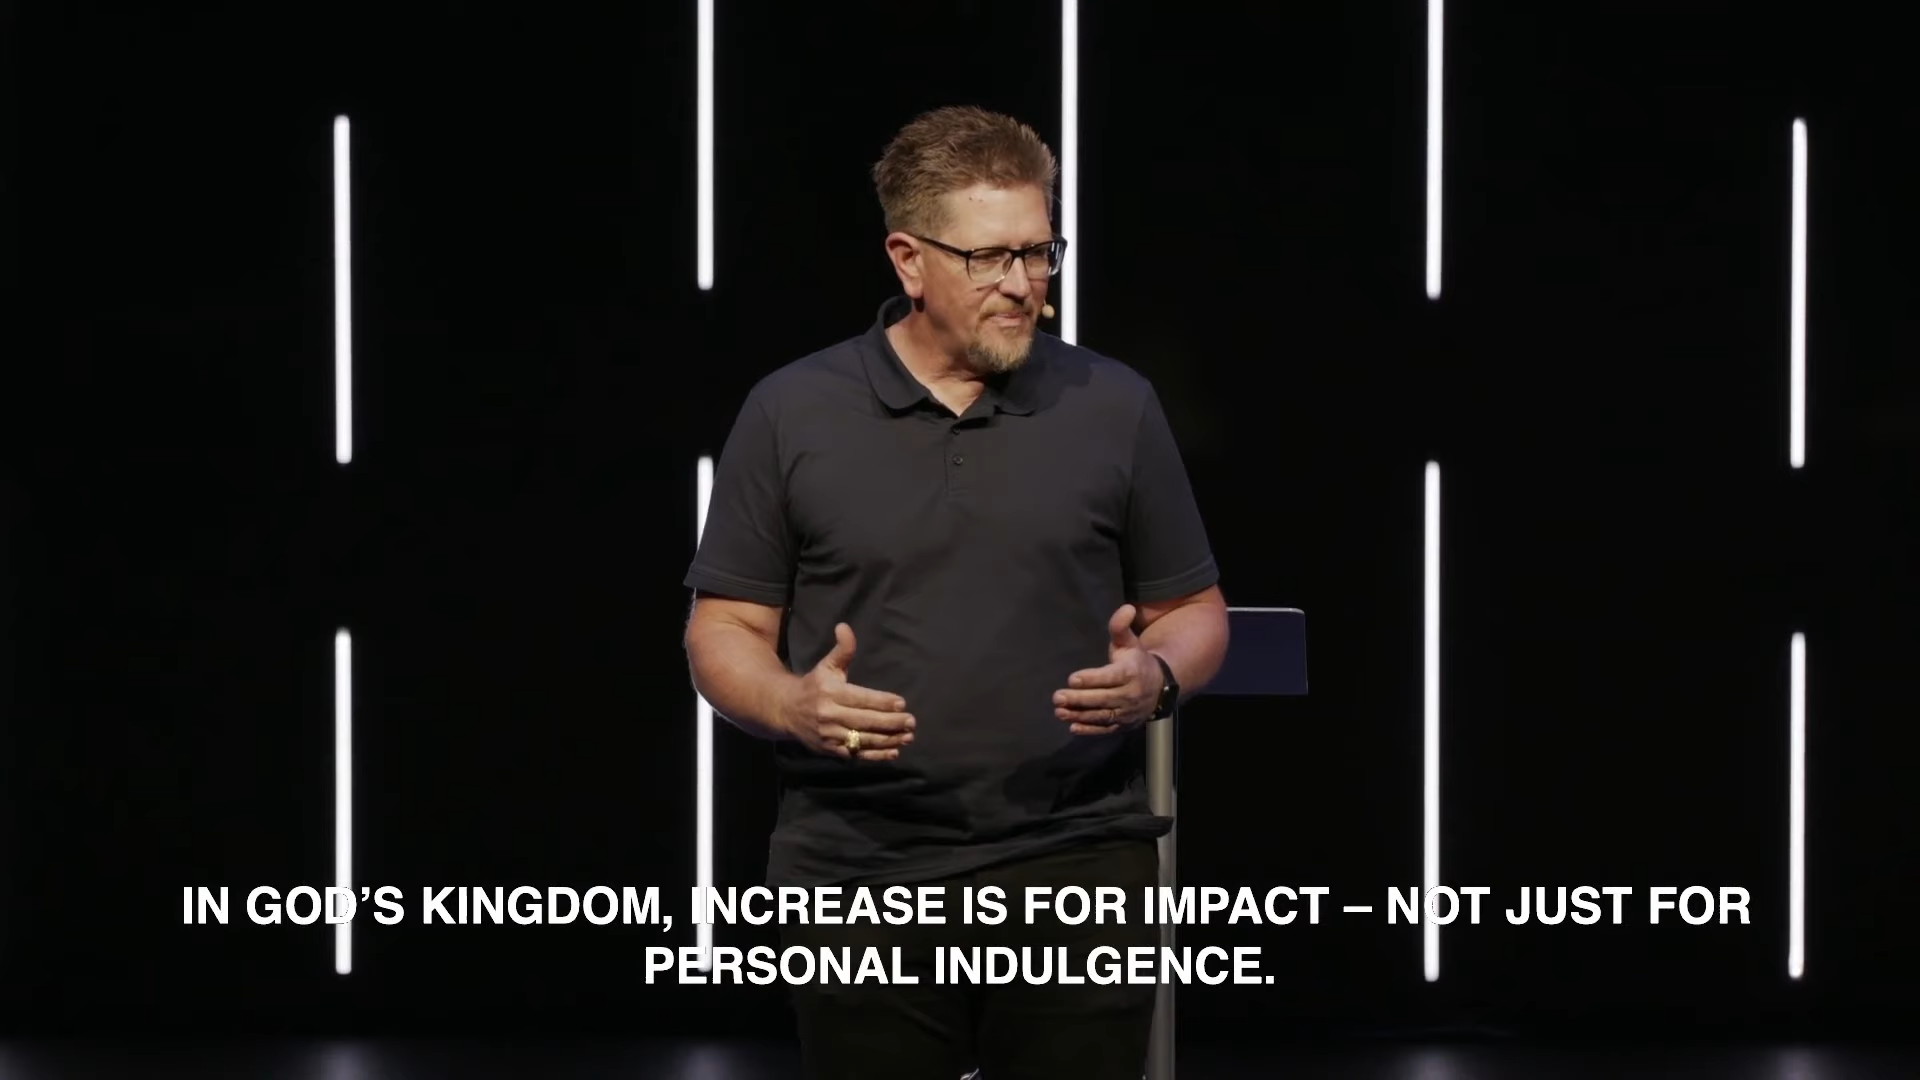 IN GOD’S KINGDOM, INCREASE IS FOR IMPACT – NOT JUST FOR
PERSONAL INDULGENCE.